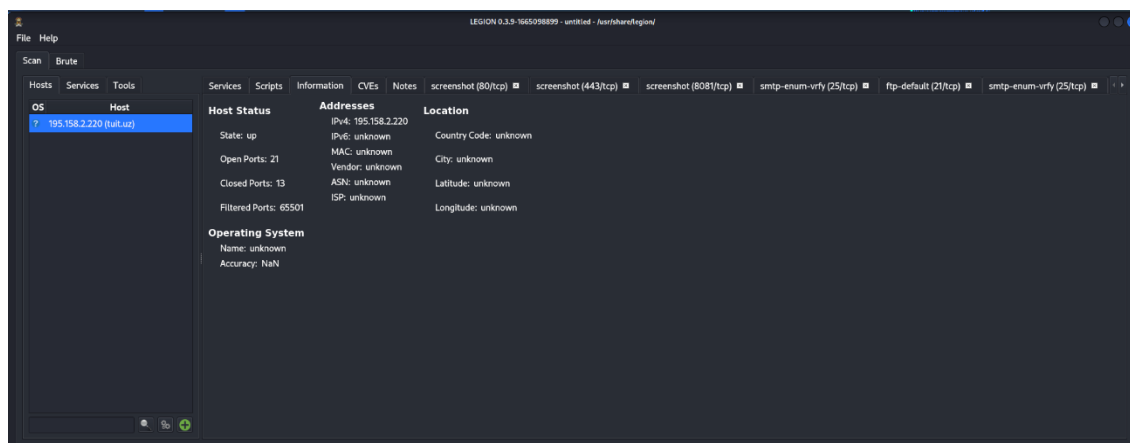 LEGION 0.3.9-1665098899 - untitled - /usr/share/legion/
File Help
Scan Brute
Hosts Services Tools
OS Host
? 195.158.2.220 (tuit.uz)
Services Scripts Information CVEs Notes screenshot (80/tcp) screenshot (443/tcp) screenshot (8081/tcp) smtp-enum-vrfy (25/tcp) ftp-default (21/tcp) smtp-enum-vrfy (25/tcp)
Host Status
State: up
Open Ports: 21
Closed Ports: 13
Filtered Ports: 65501
Addresses
IPv4: 195.158.2.220
IPv6: unknown
MAC: unknown
Vendor: unknown
ASN: unknown
ISP: unknown
Location
Country Code: unknown
City: unknown
Latitude: unknown
Longitude: unknown
Operating System
Name: unknown
Accuracy: NaN